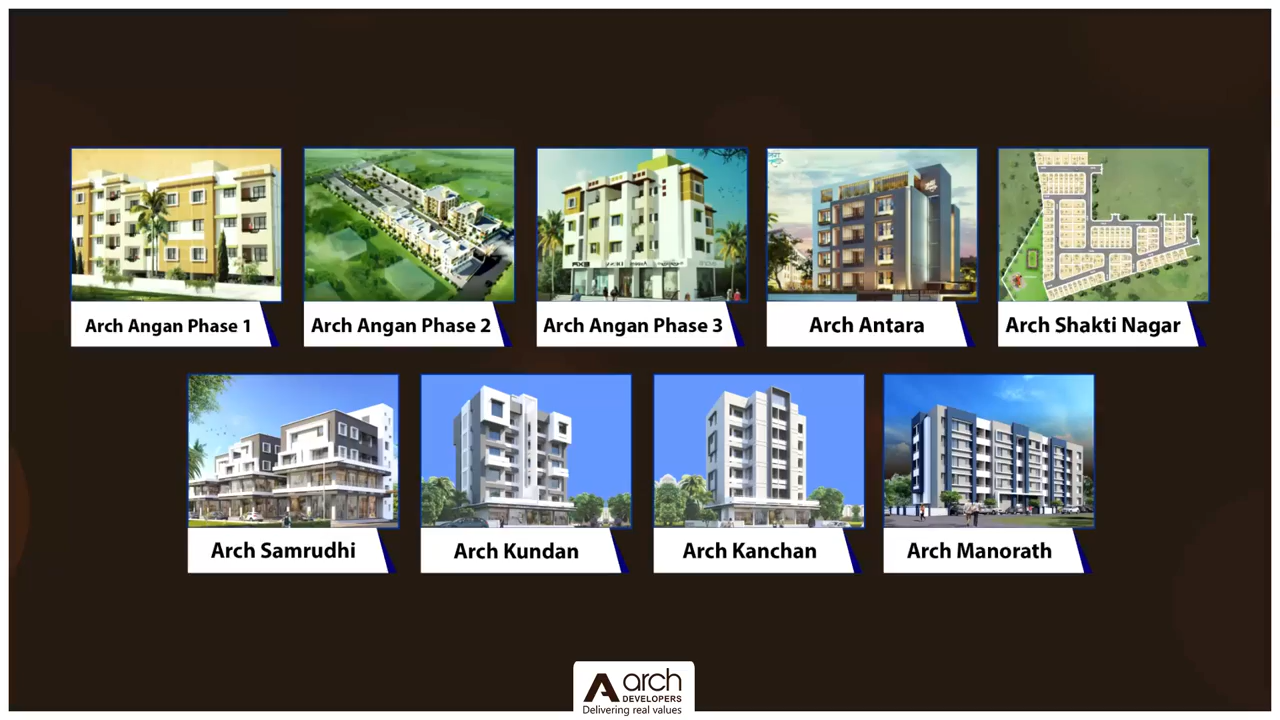 Arch Angan Phase 1
Arch Angan Phase 2
Arch Angan Phase 3
Arch Antara
Arch Shakti Nagar
Arch Samrudhi
Arch Kundan
Arch Kanchan
Arch Manorath
arch
DEVELOPERS
Delivering real values